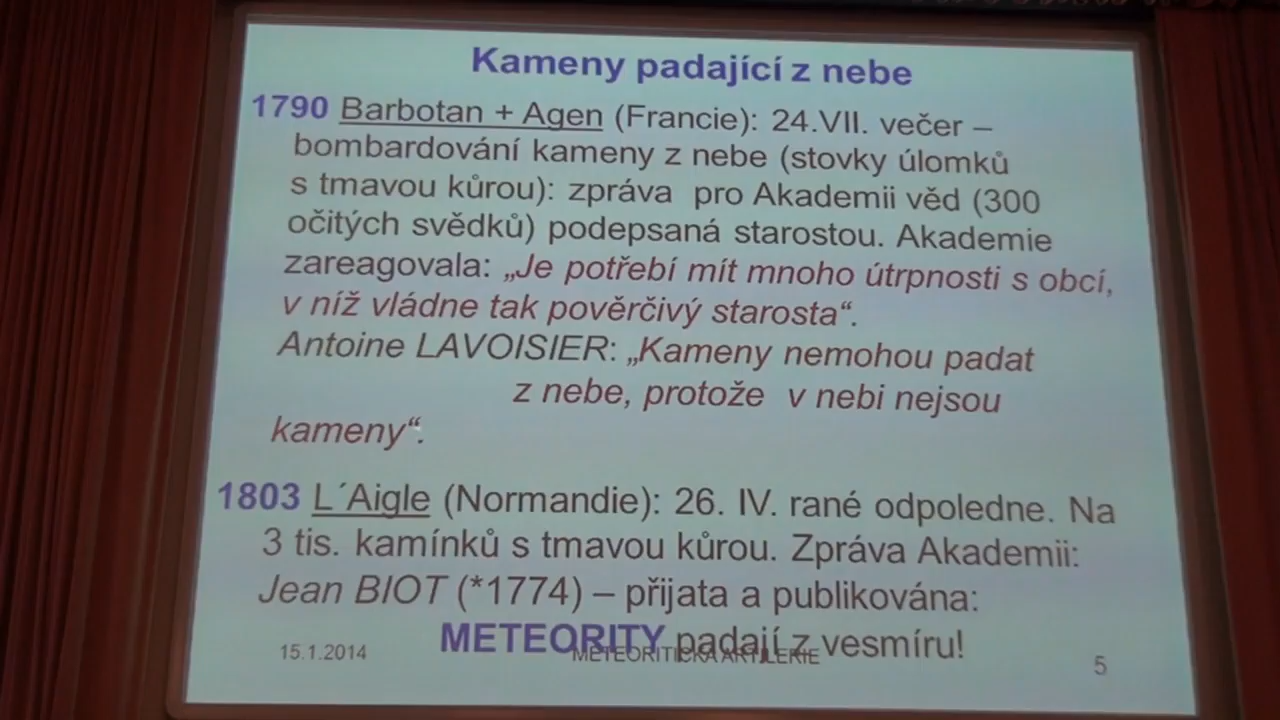 Kameny padající z nebe
1790 Barbotan + Agen (Francie): 24.VII. večer –
bombardování kameny z nebe (stovky úlomků
s tmavou kůrou): zpráva pro Akademii věd (300
očitých svědků) podepsaná starostou. Akademie
zareagovala: „Je potřebí mít mnoho útrpnosti s obcí,
v níž vládne tak pověrčivý starosta“.
Antoine LAVOISIER: „Kameny nemohou padat
z nebe, protože v nebi nejsou
kameny“.
1803 L´Aigle (Normandie): 26. IV. rané odpoledne. Na
3 tis. kamínků s tmavou kůrou. Zpráva Akademii:
Jean BIOT (*1774) – přijata a publikována:
METEORITY padají z vesmíru!
15.1.2014 METEORITICKÁ ARTILERIE 5